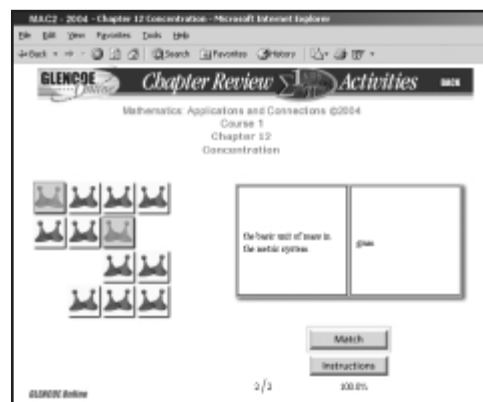 MAC2 - 2004 - Chapter 12 Concentration - Microsoft Internet Explorer
File Edit View Favorites Tools Help
Back Search Favorites History
GLENCOE Online Chapter Review Activities BACK
Mathematics: Applications and Connections ©2004
Course 1
Chapter 12
Concentration
the basic unit of mass in
the metric system
gram
Match
Instructions
2/2 100.0%
GLENCOE Online